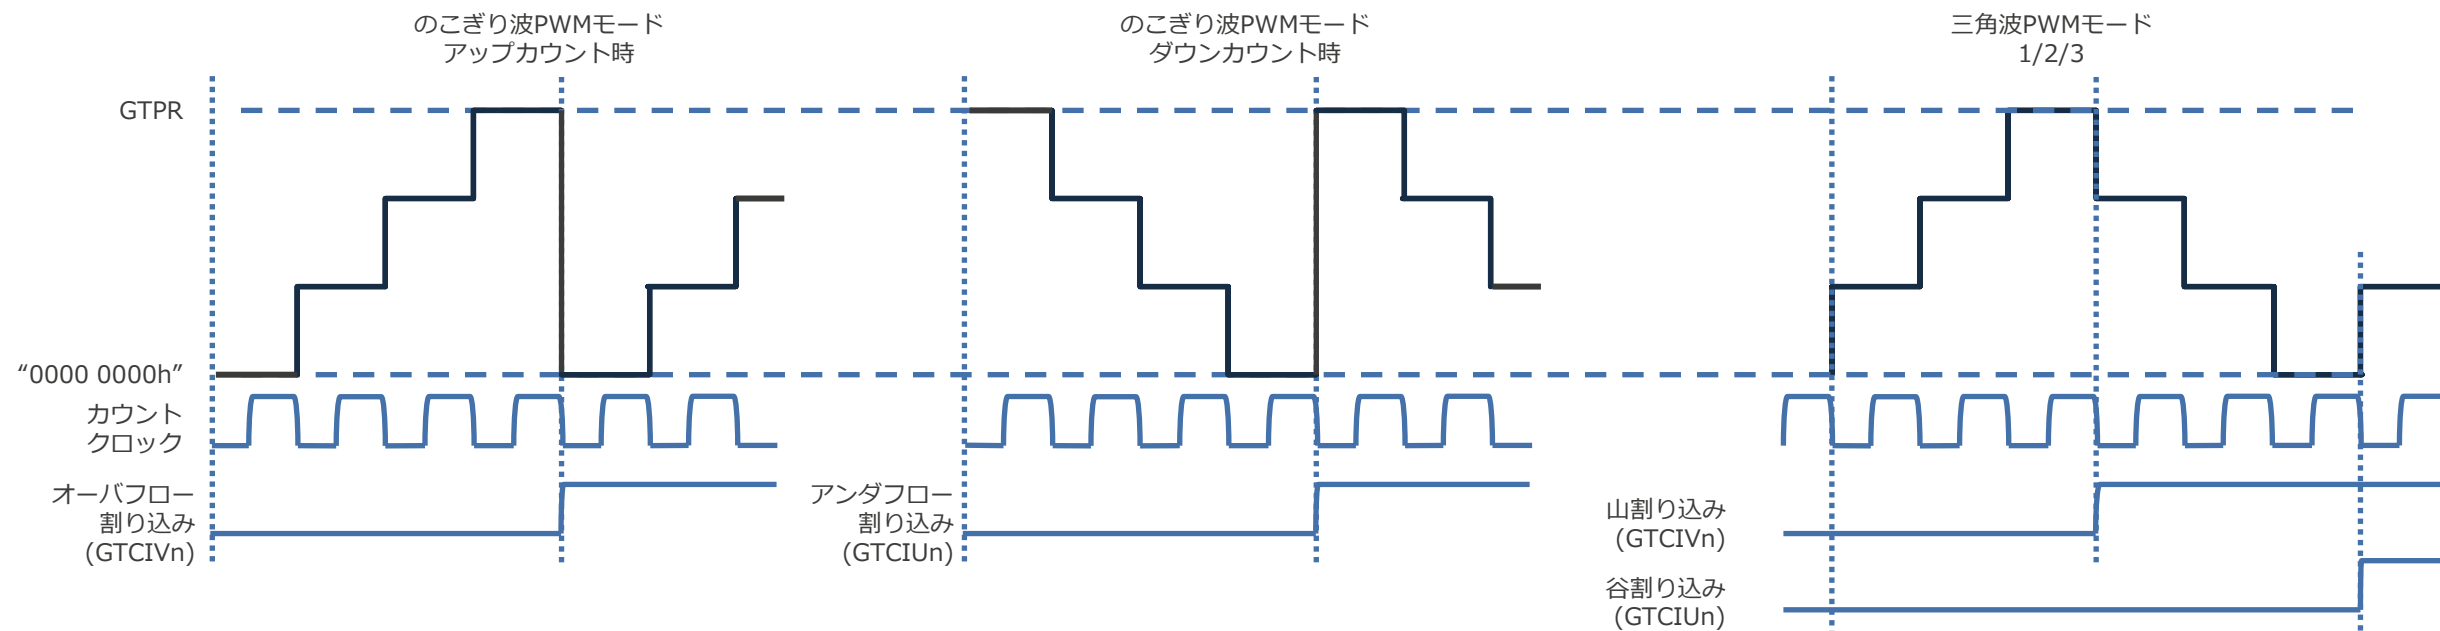 のこぎり波PWMモード
アップカウント時
のこぎり波PWMモード
ダウンカウント時
三角波PWMモード
1/2/3
GTPR
“0000 0000h”
カウント
クロック
オーバフロー
割り込み
(GTCIVn)
アンダフロー
割り込み
(GTCIUn)
山割り込み
(GTCIVn)
谷割り込み
(GTCIUn)